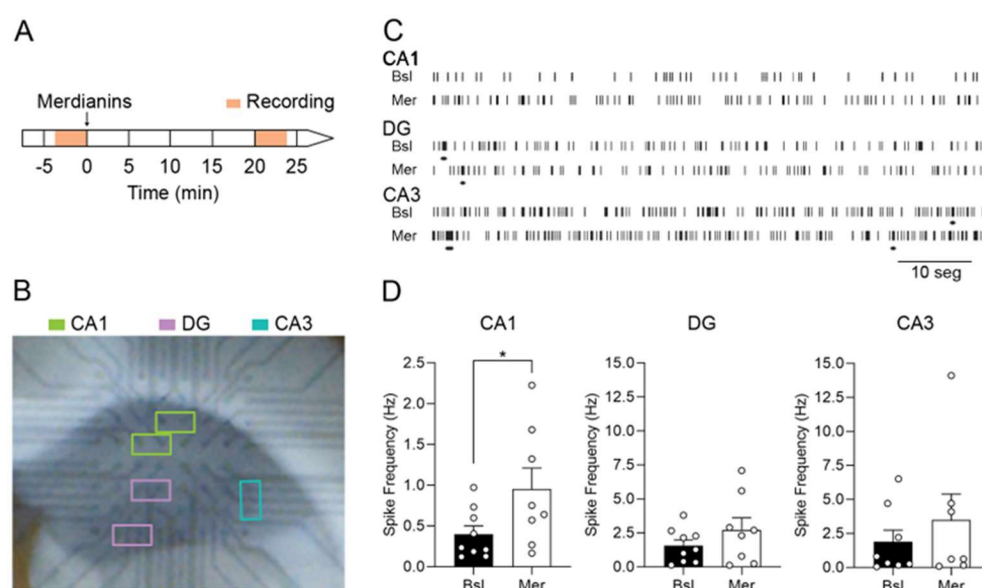 A
Merdianins
Recording
-5 0 5 10 15 20 25
Time (min)
B
CA1 DG CA3
C
CA1
Bsl
Mer
DG
Bsl
Mer
CA3
Bsl
Mer
10 seg
D
CA1
*
Spike Frequency (Hz)
2.5
2.0
1.5
1.0
0.5
0.0
Bsl Mer
DG
Spike Frequency (Hz)
15.0
12.5
10.0
7.5
5.0
2.5
0.0
Bsl Mer
CA3
Spike Frequency (Hz)
15.0
12.5
10.0
7.5
5.0
2.5
0.0
Bsl Mer